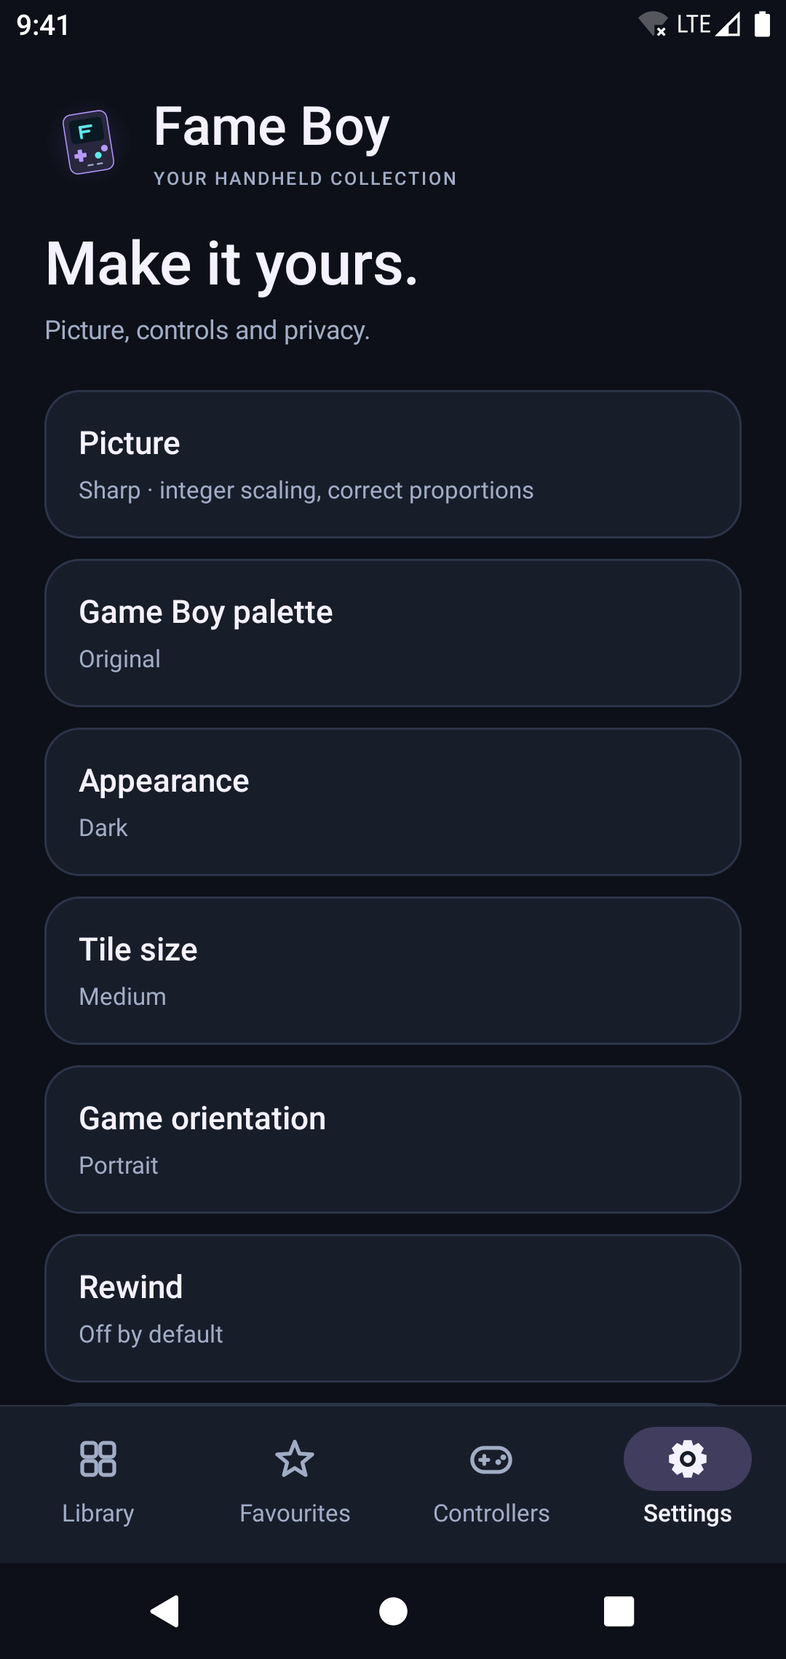 9:41
LTE
F
Fame Boy
YOUR HANDHELD COLLECTION
Make it yours.
Picture, controls and privacy.
Picture
Sharp · integer scaling, correct proportions
Game Boy palette
Original
Appearance
Dark
Tile size
Medium
Game orientation
Portrait
Rewind
Off by default
Library
Favourites
Controllers
Settings